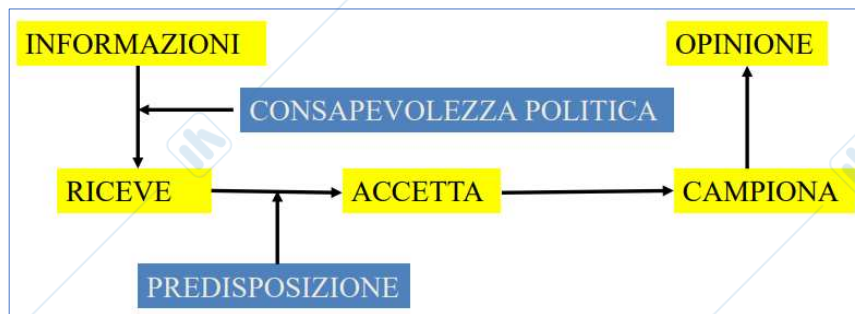 INFORMAZIONI
OPINIONE
CONSAPEVOLEZZA POLITICA
RICEVE
ACCETTA
CAMPIONA
PREDISPOSIZIONE